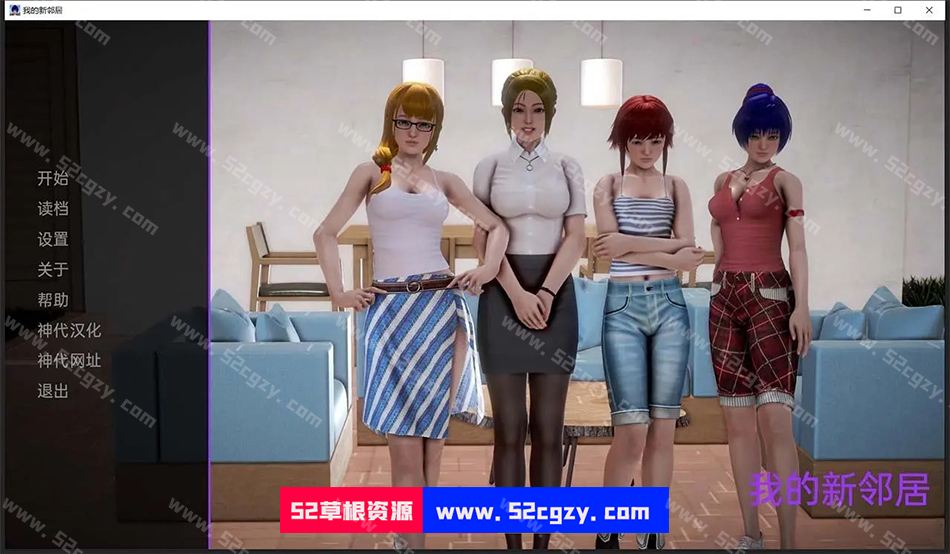 我的新邻居
开始
读档
设置
关于
帮助
神代汉化
神代网址
退出
我的新邻居
52草根资源 www.52cgzy.com
www.52cgzy.com